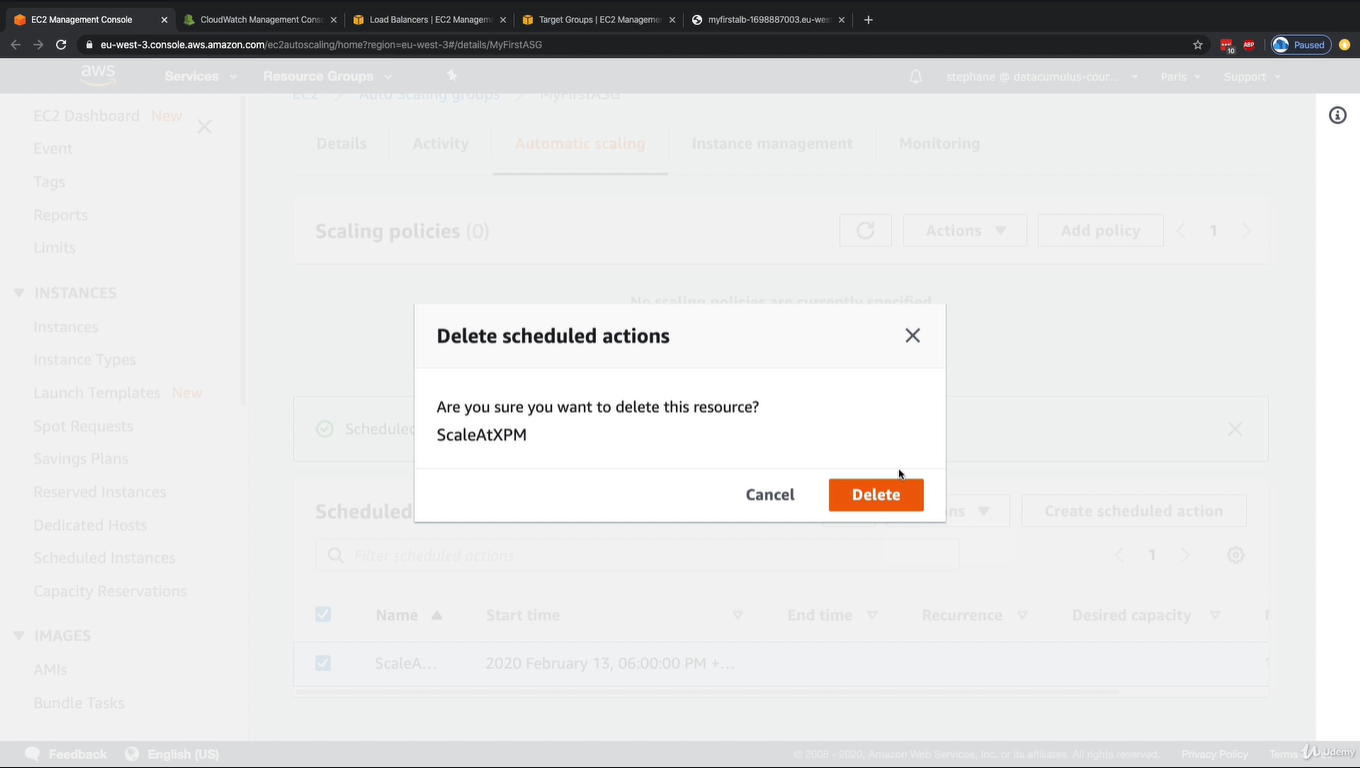 EC2 Management Console
CloudWatch Management Cons
Load Balancers | EC2 Managem
Target Groups | EC2 Manageme
myfirstalb-1698887003.eu-wes
eu-west-3.console.aws.amazon.com/ec2autoscaling/home?region=eu-west-3#/details/MyFirstASG
10
ABP
Paused
aws
Services
Resource Groups
stephane @ datacumulus-cour...
Paris
Support
EC2
Auto Scaling groups
MyFirstASG
EC2 Dashboard New
Event
Tags
Reports
Limits
INSTANCES
Instances
Instance Types
Launch Templates New
Spot Requests
Savings Plans
Reserved Instances
Dedicated Hosts
Scheduled Instances
Capacity Reservations
IMAGES
AMIs
Bundle Tasks
Details
Activity
Automatic scaling
Instance management
Monitoring
Scaling policies (0)
Actions
Add policy
1
No scaling policies are currently specified
Delete scheduled actions
Are you sure you want to delete this resource?
ScaleAtXPM
Cancel
Delete
Scheduled
Scheduled
ns
Create scheduled action
Filter scheduled actions
1
Name
Start time
End time
Recurrence
Desired capacity
ScaleA...
2020 February 13, 06:00:00 PM +...
Feedback
English (US)
© 2008 - 2020, Amazon Web Services, Inc. or its affiliates. All rights reserved.
Privacy Policy
Terms
Udemy